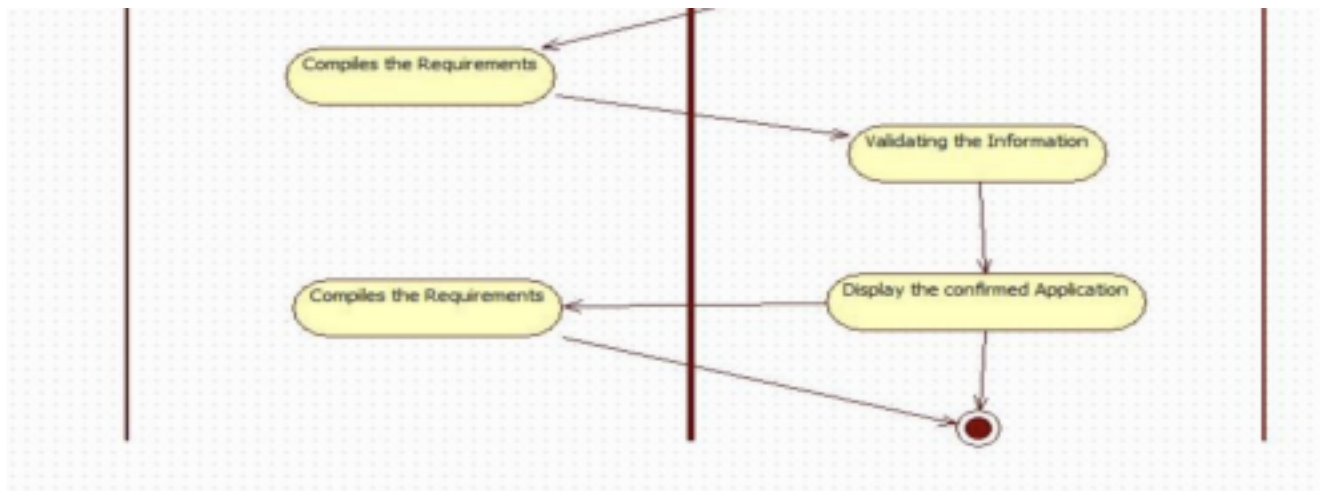 Compiles the Requirements
Validating the Information
Compiles the Requirements
Display the confirmed Application